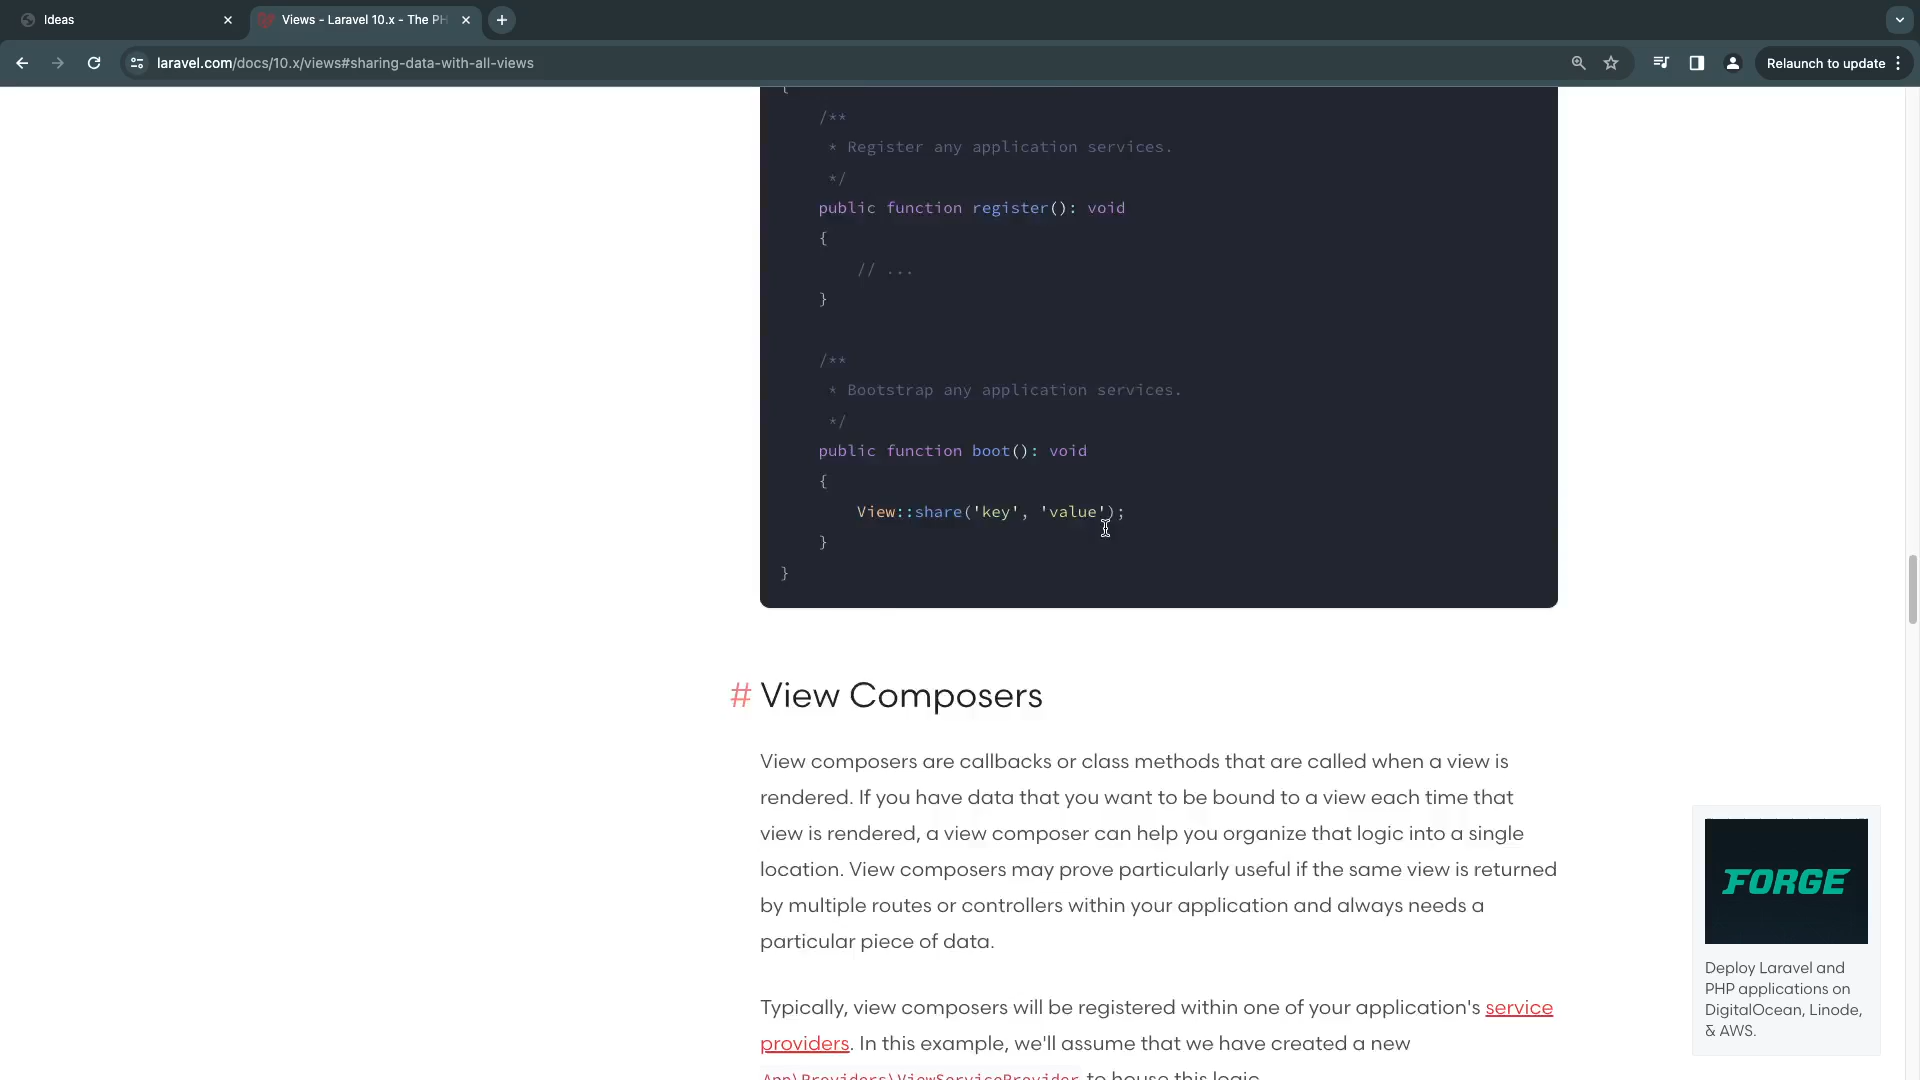 Ideas
Views - Laravel 10.x - The PH
laravel.com/docs/10.x/views#sharing-data-with-all-views
Relaunch to update
{
/**
* Register any application services.
*/
public function register(): void
{
// ...
}
/**
* Bootstrap any application services.
*/
public function boot(): void
{
View::share('key', 'value');
}
}
# View Composers
View composers are callbacks or class methods that are called when a view is
rendered. If you have data that you want to be bound to a view each time that
view is rendered, a view composer can help you organize that logic into a single
location. View composers may prove particularly useful if the same view is returned
by multiple routes or controllers within your application and always needs a
particular piece of data.
Typically, view composers will be registered within one of your application's service
providers. In this example, we'll assume that we have created a new
App\Providers\ViewServiceProvider to house this logic.
FORGE
Deploy Laravel and
PHP applications on
DigitalOcean, Linode,
& AWS.